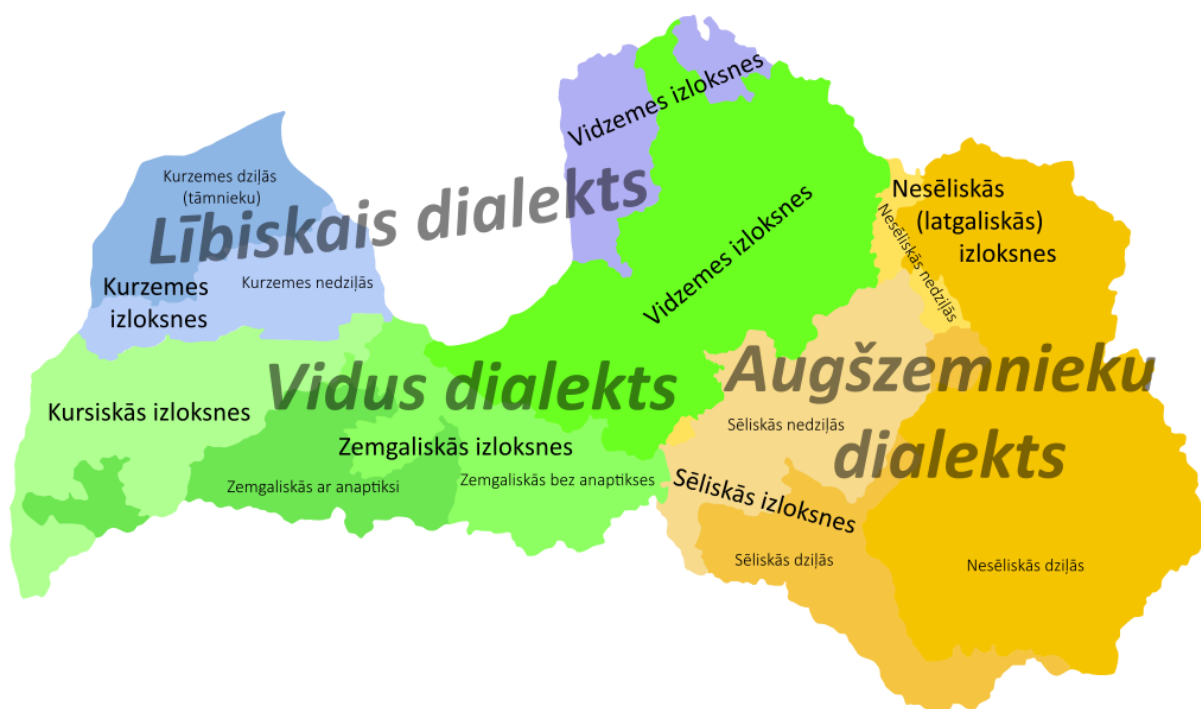 Vidzemes izloksnes
Kurzemes dziļās
(tāmnieku)
Lībiskais dialekts
Kurzemes nedziļās
Kurzemes
izloksnes
Vidzemes izloksnes
Nesēliskās
(latgaliskās)
izloksnes
Nesēliskās nedziļās
Vidus dialekts
Augšzemnieku
dialekts
Kursiskās izloksnes
Zemgaliskās izloksnes
Zemgaliskās ar anaptiksi
Zemgaliskās bez anaptikses
Sēliskās nedziļās
Sēliskās izloksnes
Sēliskās dziļās
Nesēliskās dziļās